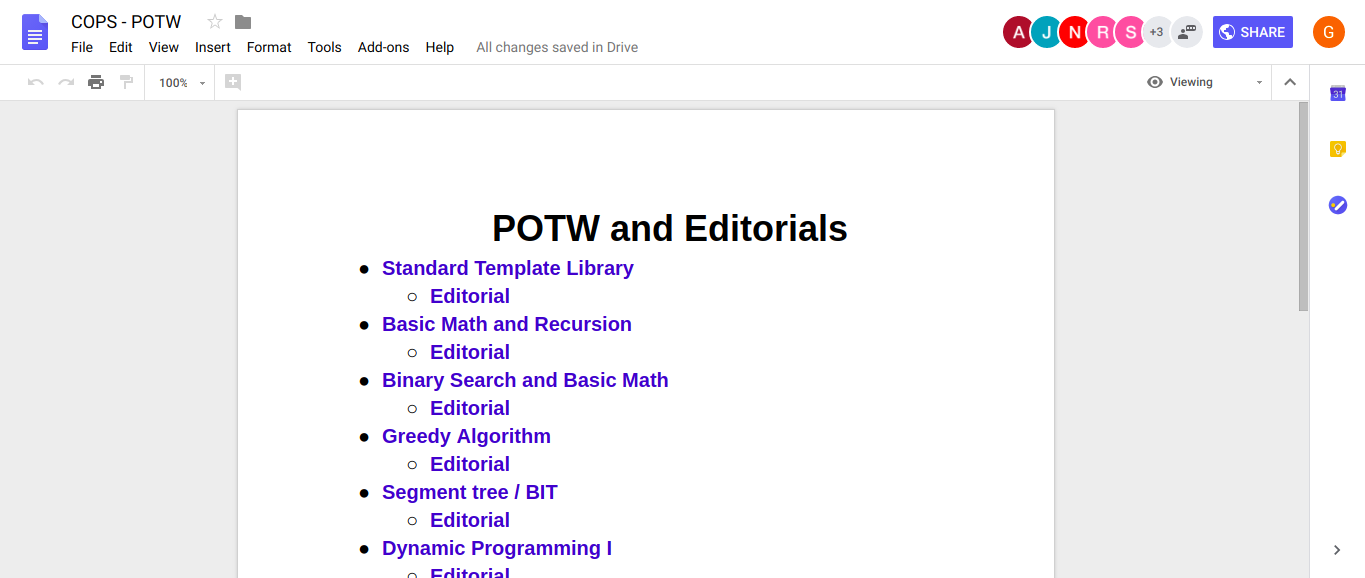 COPS - POTW
File Edit View Insert Format Tools Add-ons Help All changes saved in Drive
A J N R S +3 SHARE G
100% Viewing
31
POTW and Editorials
● Standard Template Library
○ Editorial
● Basic Math and Recursion
○ Editorial
● Binary Search and Basic Math
○ Editorial
● Greedy Algorithm
○ Editorial
● Segment tree / BIT
○ Editorial
● Dynamic Programming I
○ Editorial